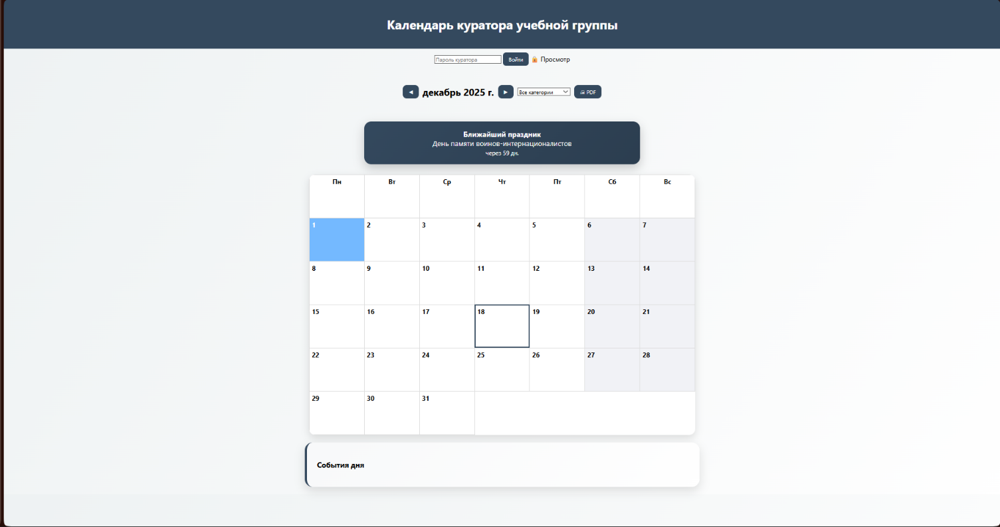 Календарь куратора учебной группы
Пароль куратора Войти 🔒 Просмотр
◄ декабрь 2025 г. ► Все категории PDF
Ближайший праздник
День памяти воинов-интернационалистов
через 59 дн.
Пн Вт Ср Чт Пт Сб Вс
1 2 3 4 5 6 7
8 9 10 11 12 13 14
15 16 17 18 19 20 21
22 23 24 25 26 27 28
29 30 31
События дня